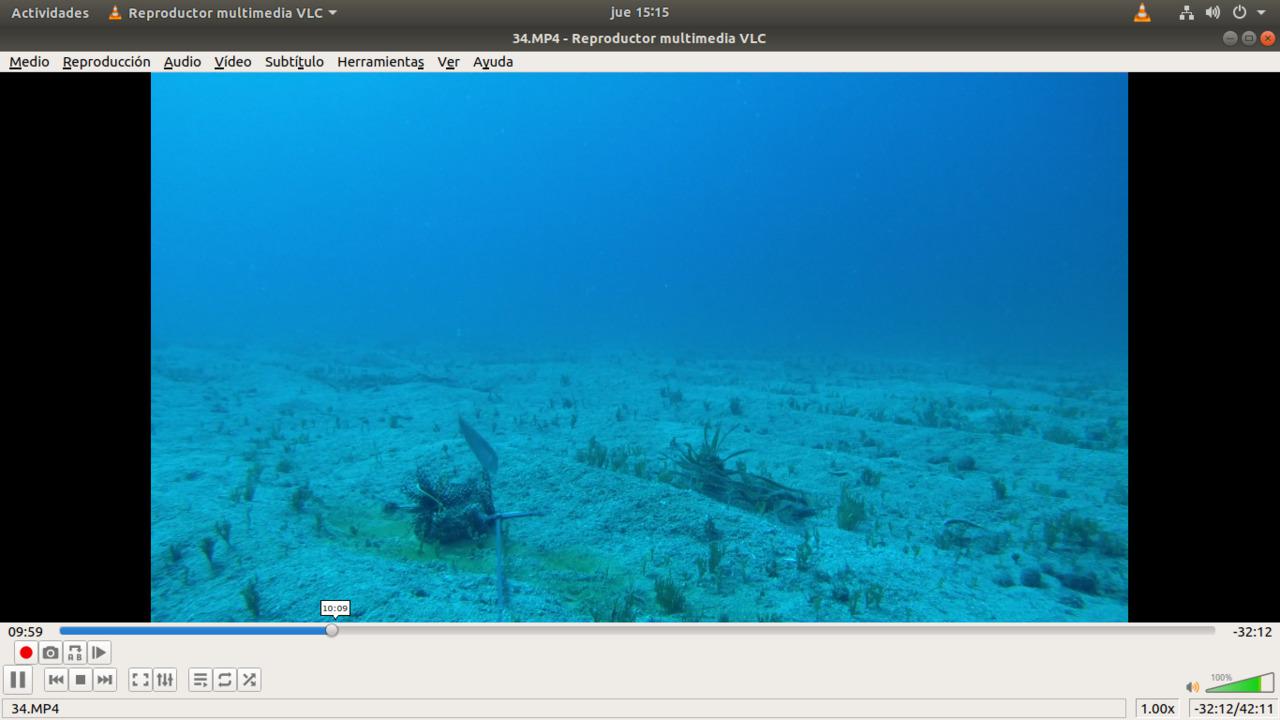 Actividades Reproductor multimedia VLC jue 15:15
34.MP4 - Reproductor multimedia VLC
Medio Reproducción Audio Vídeo Subtítulo Herramientas Ver Ayuda
10:09
09:59 -32:12
A B
100%
34.MP4 1.00x -32:12/42:11